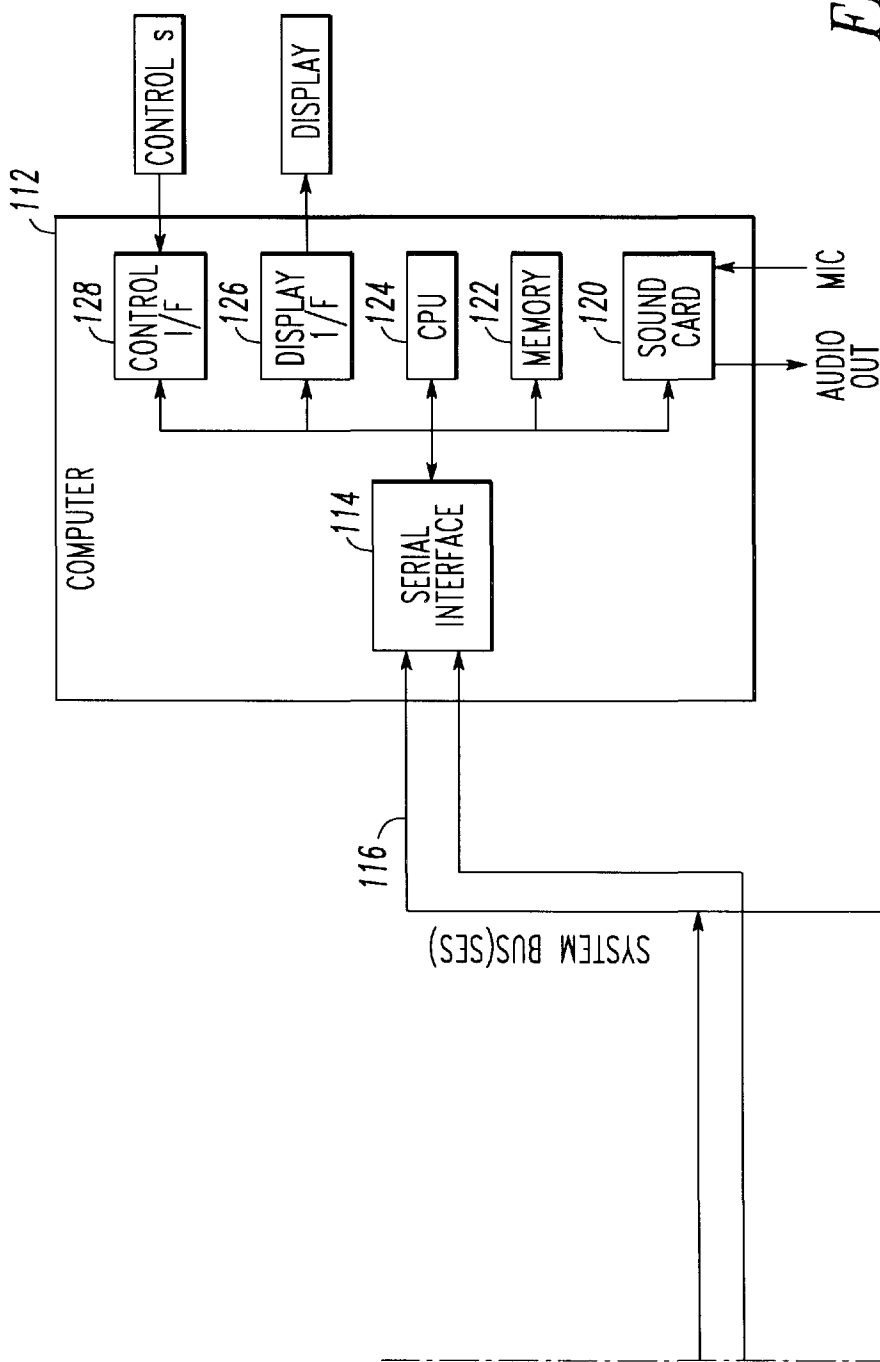 COMPUTER
112
CONTROL s
DISPLAY
128
CONTROL
I/F
126
DISPLAY
I/F
124
CPU
122
MEMORY
120
SOUND
CARD
MIC
AUDIO
OUT
114
SERIAL
INTERFACE
116
SYSTEM BUS(SES)